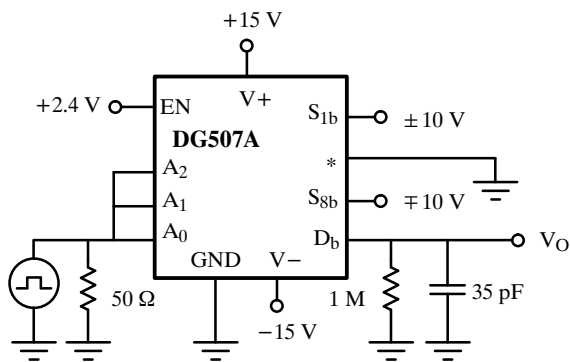 +15 V
+2.4 V
EN
V+
S1b
±10 V
DG507A
*
A2
A1
S8b
∓10 V
A0
Db
VO
GND
V−
50 Ω
1 M
35 pF
−15 V